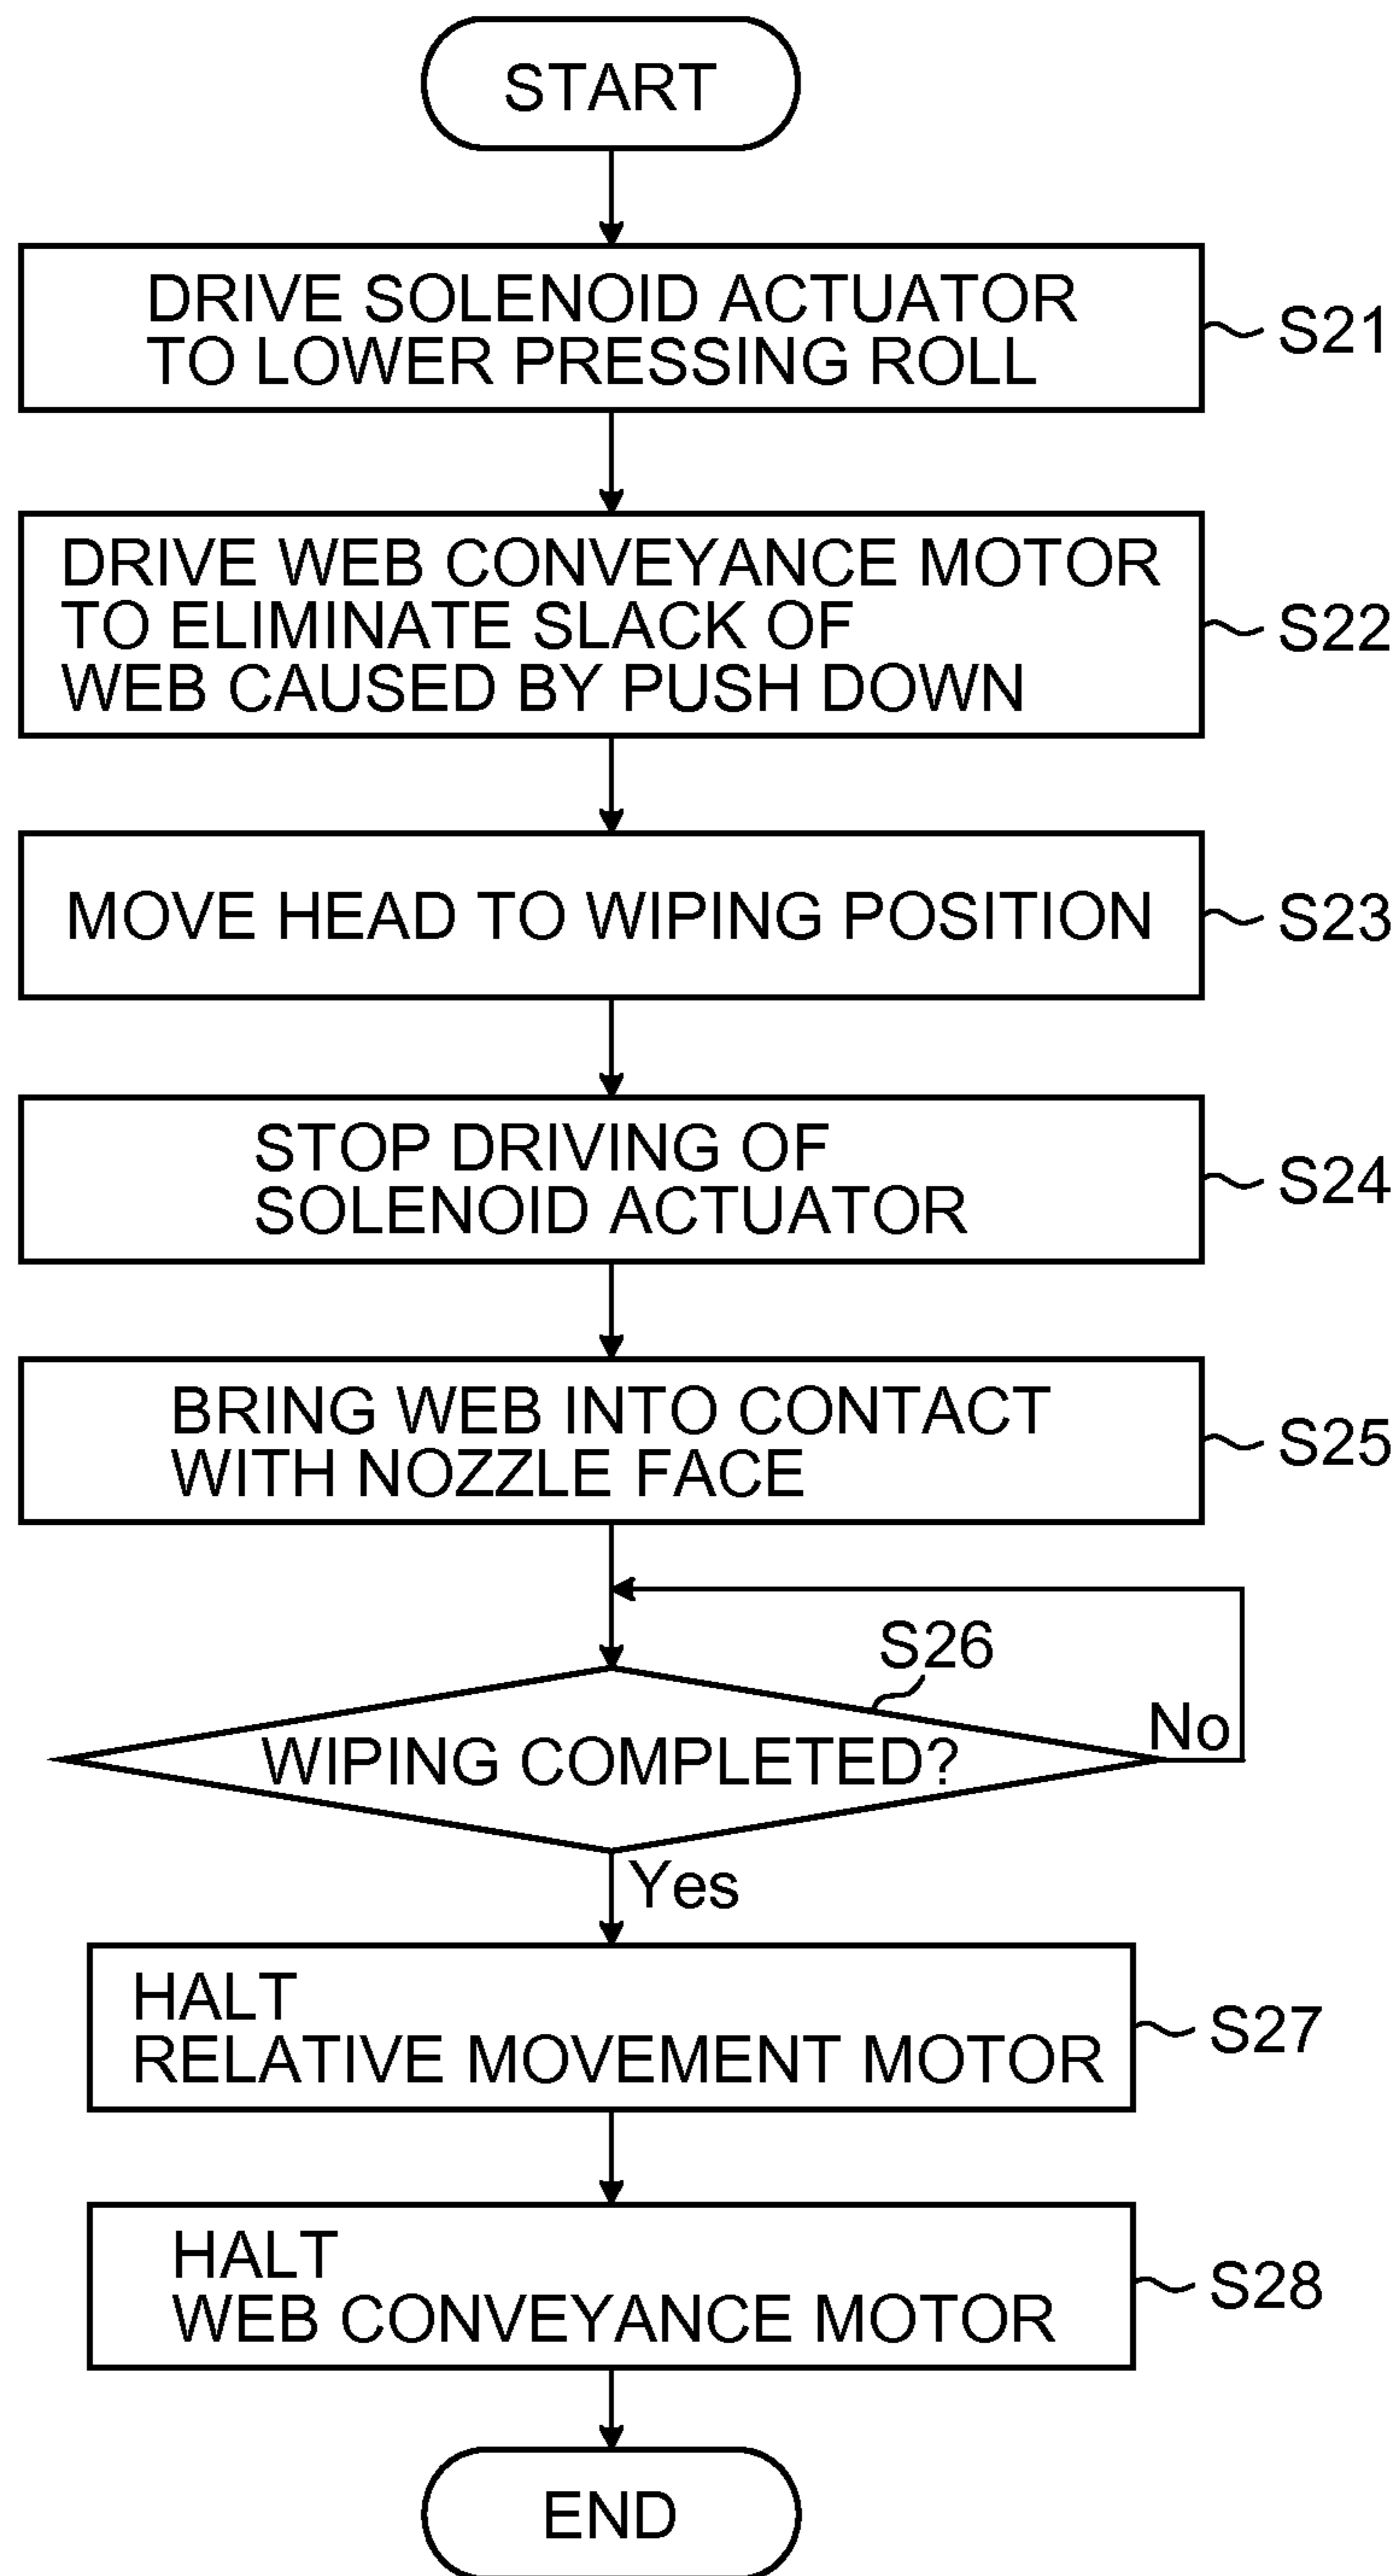 START
DRIVE SOLENOID ACTUATOR
TO LOWER PRESSING ROLL
S21
DRIVE WEB CONVEYANCE MOTOR
TO ELIMINATE SLACK OF
WEB CAUSED BY PUSH DOWN
S22
MOVE HEAD TO WIPING POSITION
S23
STOP DRIVING OF
SOLENOID ACTUATOR
S24
BRING WEB INTO CONTACT
WITH NOZZLE FACE
S25
S26
WIPING COMPLETED?
No
Yes
HALT
RELATIVE MOVEMENT MOTOR
S27
HALT
WEB CONVEYANCE MOTOR
S28
END